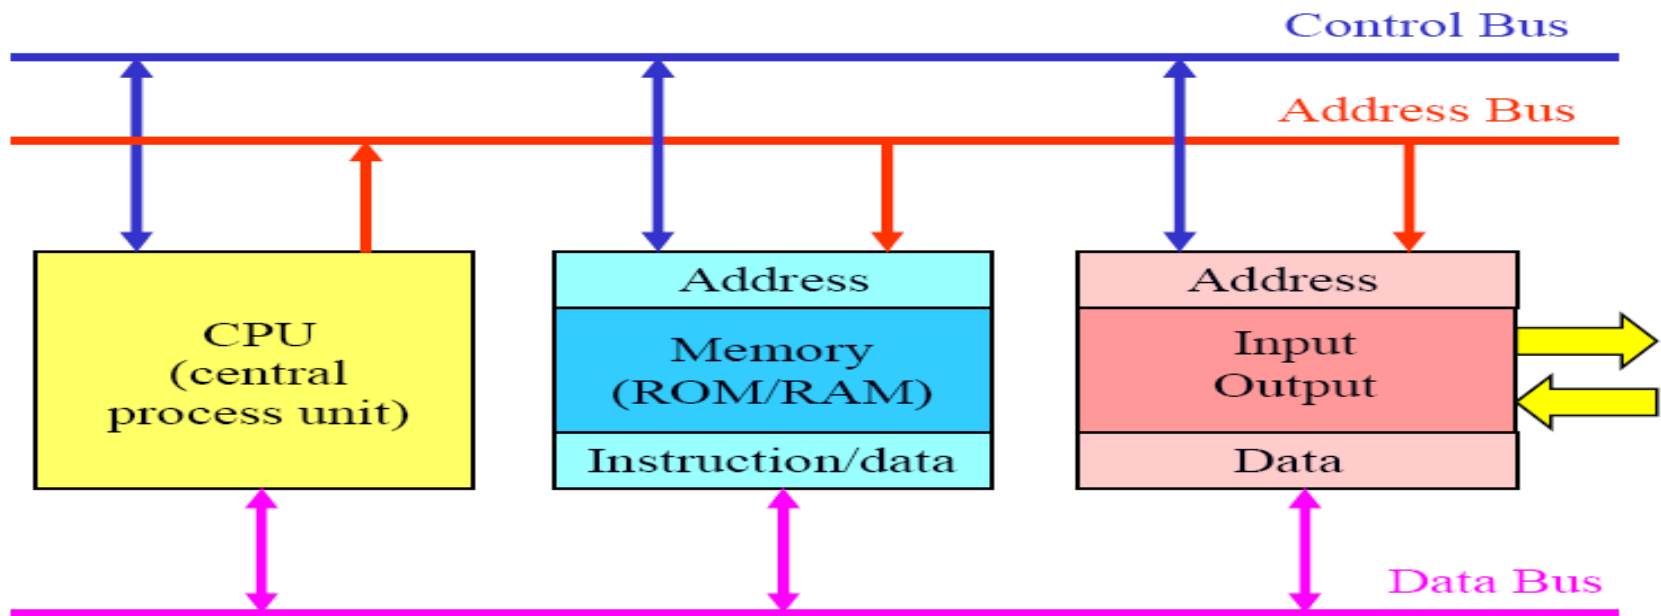 Control Bus
Address Bus
CPU
(central
process unit)
Address
Memory
(ROM/RAM)
Instruction/data
Address
Input
Output
Data
Data Bus